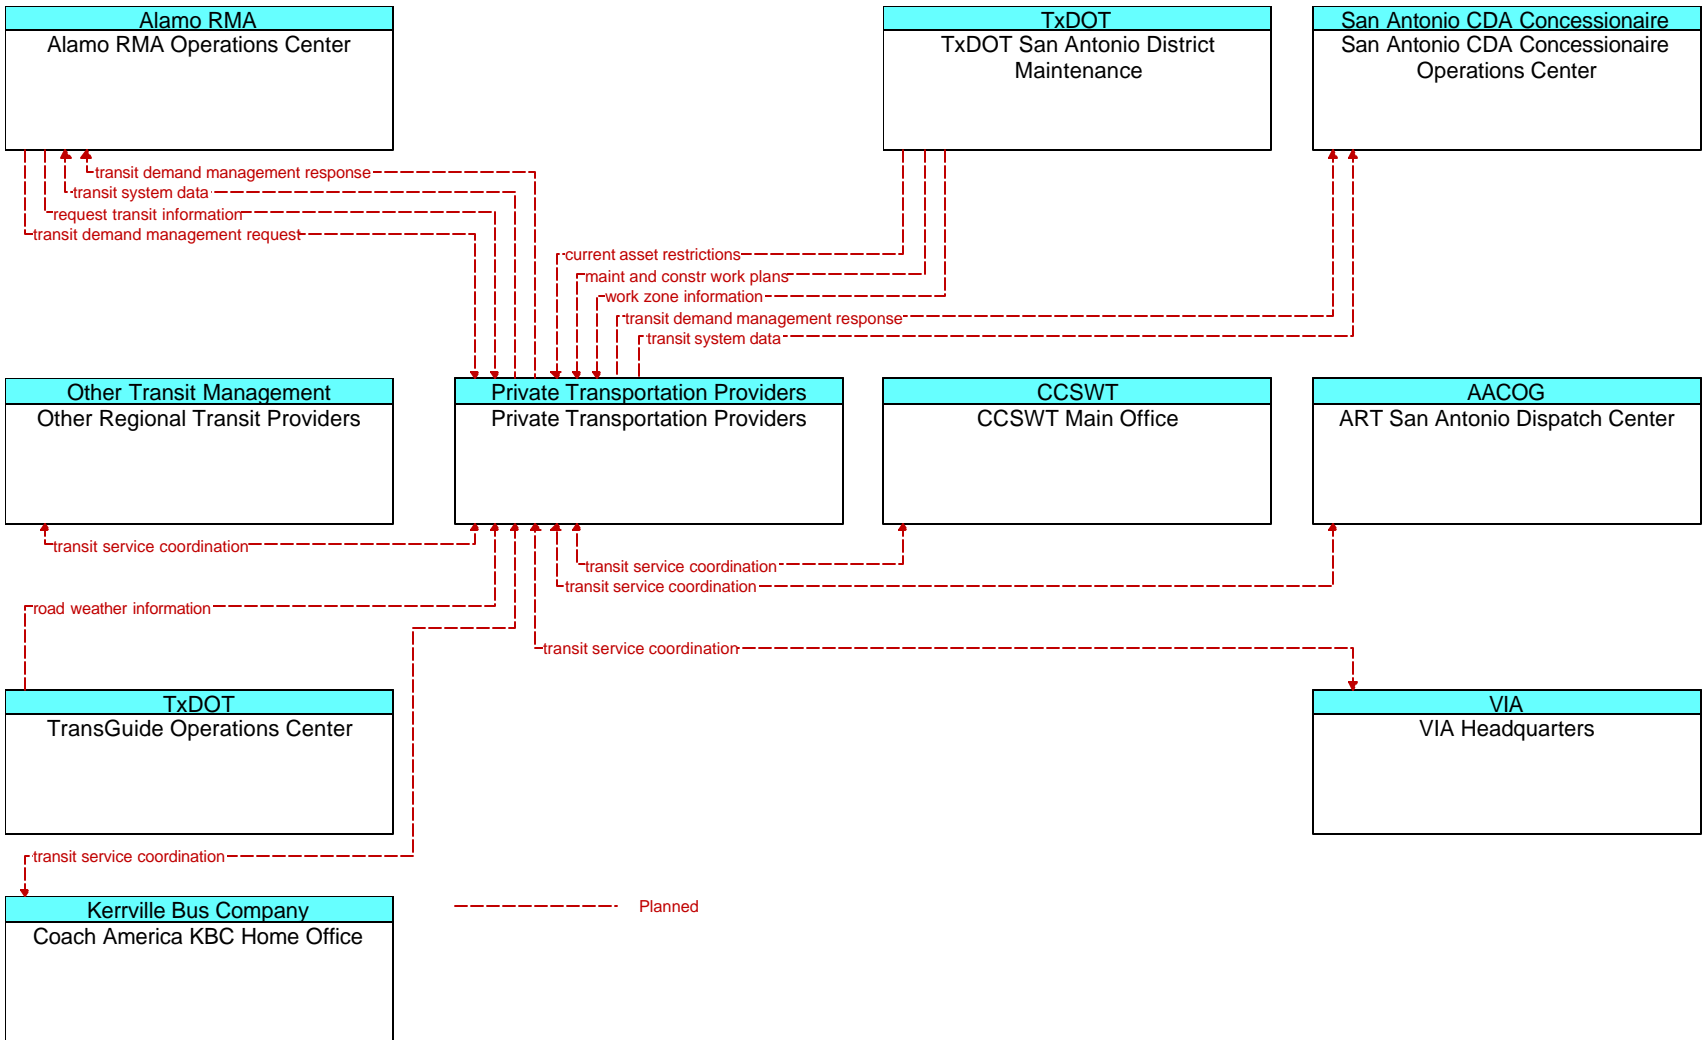 Alamo RMA
Alamo RMA Operations Center
TxDOT
TxDOT San Antonio District
Maintenance
San Antonio CDA Concessionaire
San Antonio CDA Concessionaire
Operations Center
transit demand management response
transit system data
request transit information
transit demand management request
current asset restrictions
maint and constr work plans
work zone information
transit demand management response
transit system data
Other Transit Management
Other Regional Transit Providers
Private Transportation Providers
Private Transportation Providers
CCSWT
CCSWT Main Office
AACOG
ART San Antonio Dispatch Center
transit service coordination
transit service coordination
transit service coordination
road weather information
transit service coordination
TxDOT
TransGuide Operations Center
VIA
VIA Headquarters
transit service coordination
Kerrville Bus Company
Coach America KBC Home Office
Planned